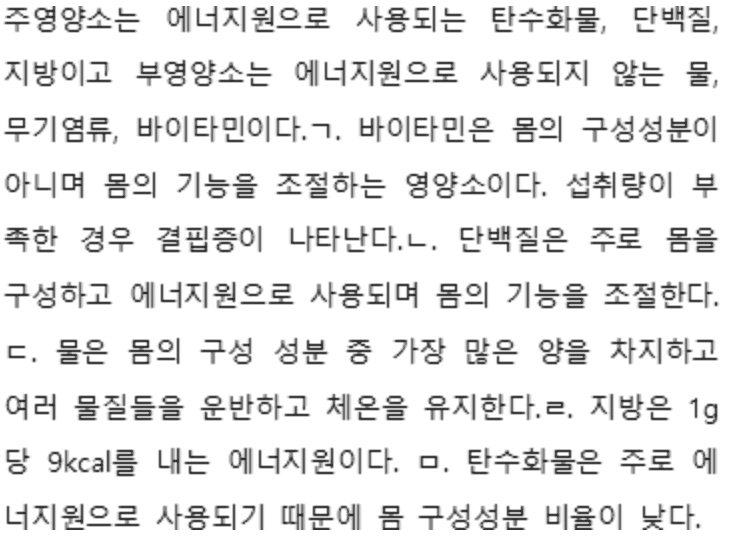 주영양소는 에너지원으로 사용되는 탄수화물, 단백질,
지방이고 부영양소는 에너지원으로 사용되지 않는 물,
무기염류, 바이타민이다.ㄱ. 바이타민은 몸의 구성성분이
아니며 몸의 기능을 조절하는 영양소이다. 섭취량이 부
족한 경우 결핍증이 나타난다.ㄴ. 단백질은 주로 몸을
구성하고 에너지원으로 사용되며 몸의 기능을 조절한다.
ㄷ. 물은 몸의 구성 성분 중 가장 많은 양을 차지하고
여러 물질들을 운반하고 체온을 유지한다.ㄹ. 지방은 1g
당 9kcal를 내는 에너지원이다. ㅁ. 탄수화물은 주로 에
너지원으로 사용되기 때문에 몸 구성성분 비율이 낮다.